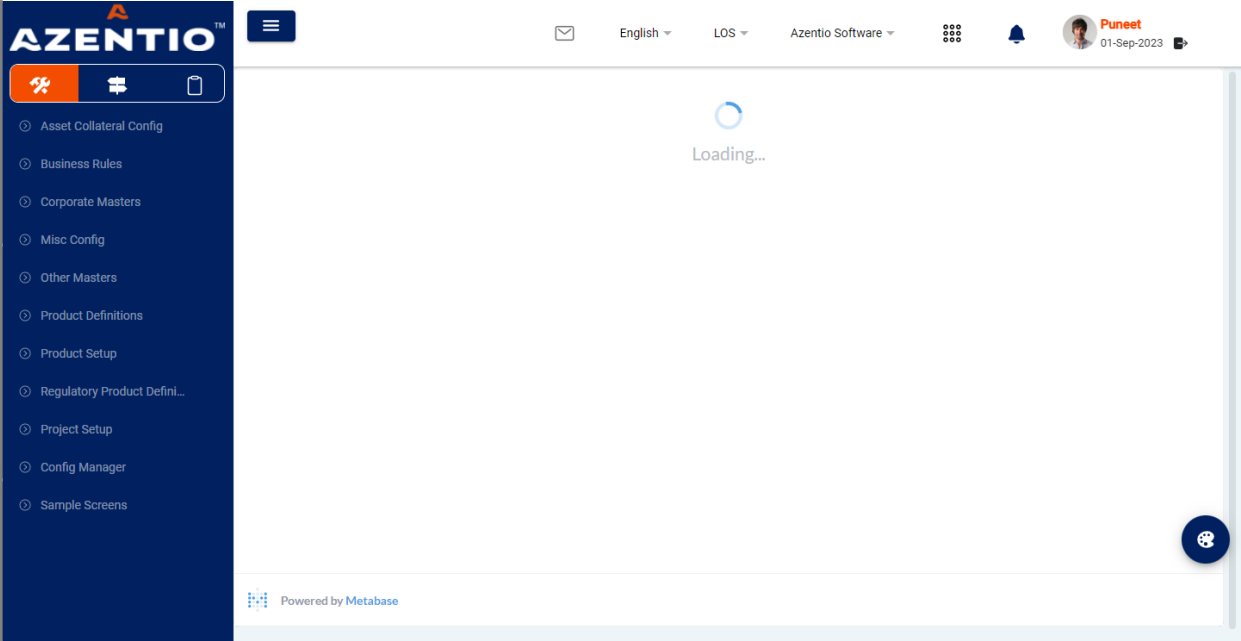 AZENTIO™
English
LOS
Azentio Software
Puneet
01-Sep-2023
Asset Collateral Config
Business Rules
Corporate Masters
Misc Config
Other Masters
Product Definitions
Product Setup
Regulatory Product Defini...
Project Setup
Config Manager
Sample Screens
Loading...
Powered by Metabase